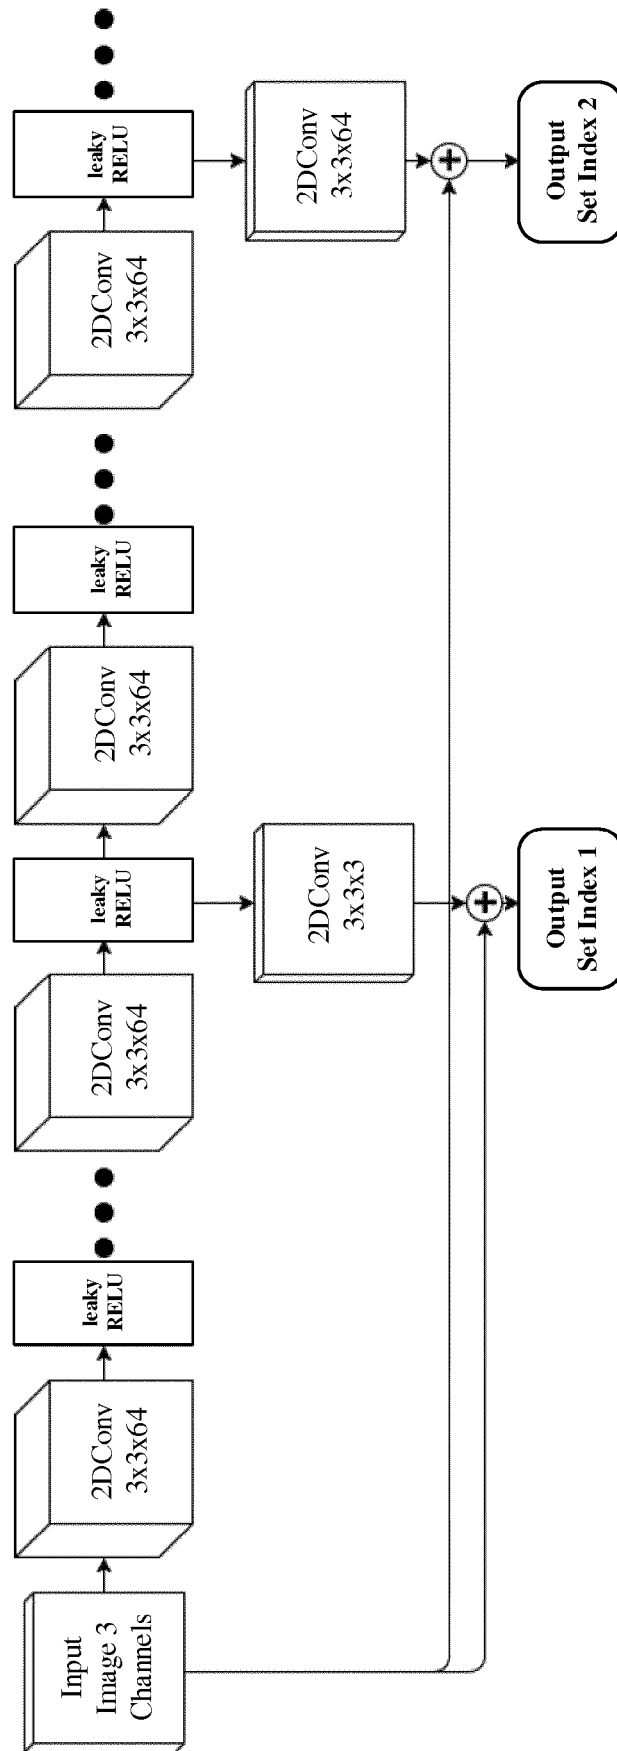 Input
Image 3
Channels
2DConv
3x3x64
leaky
RELU
2DConv
3x3x64
leaky
RELU
2DConv
3x3x64
leaky
RELU
2DConv
3x3x64
leaky
RELU
2DConv
3x3x3
2DConv
3x3x64
Output
Set Index 1
Output
Set Index 2